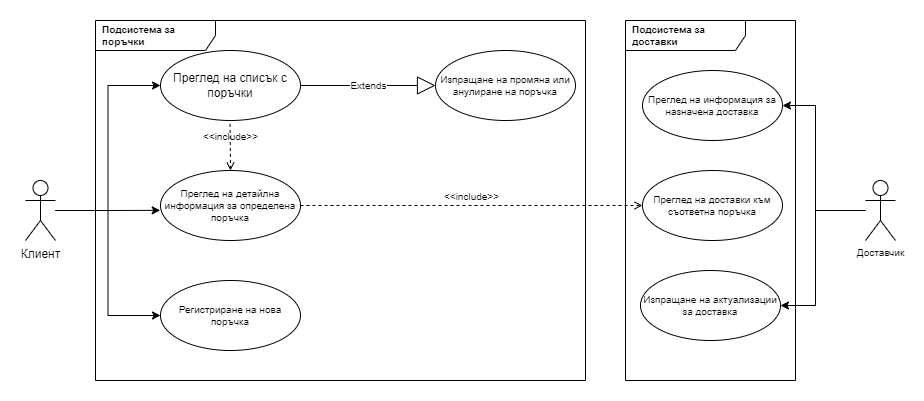 Подсистема за
поръчки
Преглед на списък с
поръчки
Extends
Изпращане на промяна или
анулиране на поръчка
<<include>>
Преглед на детайлна
информация за определена
поръчка
<<include>>
Регистриране на нова
поръчка
Клиент
Подсистема за
доставки
Преглед на информация за
назначена доставка
Преглед на доставки към
съответна поръчка
Изпращане на актуализации
за доставка
Доставчик